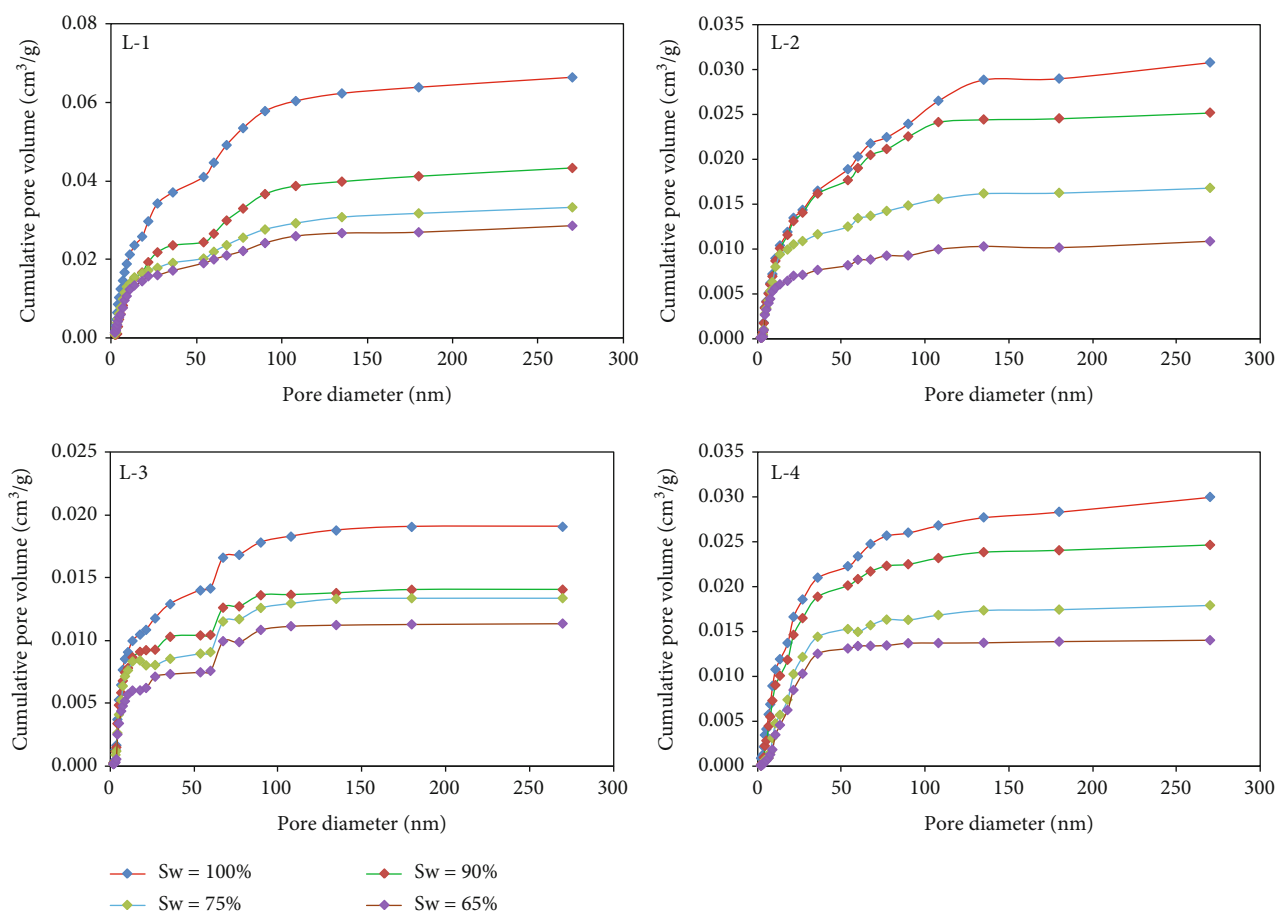 L-1
Cumulative pore volume (cm³/g)
0.08
0.06
0.04
0.02
0.00
0 50 100 150 200 250 300
Pore diameter (nm)
L-2
Cumulative pore volume (cm³/g)
0.035
0.030
0.025
0.020
0.015
0.010
0.005
0.000
0 50 100 150 200 250 300
Pore diameter (nm)
L-3
Cumulative pore volume (cm³/g)
0.025
0.020
0.015
0.010
0.005
0.000
0 50 100 150 200 250 300
Pore diameter (nm)
L-4
Cumulative pore volume (cm³/g)
0.035
0.030
0.025
0.020
0.015
0.010
0.005
0.000
0 50 100 150 200 250 300
Pore diameter (nm)
Sw = 100%
Sw = 90%
Sw = 75%
Sw = 65%